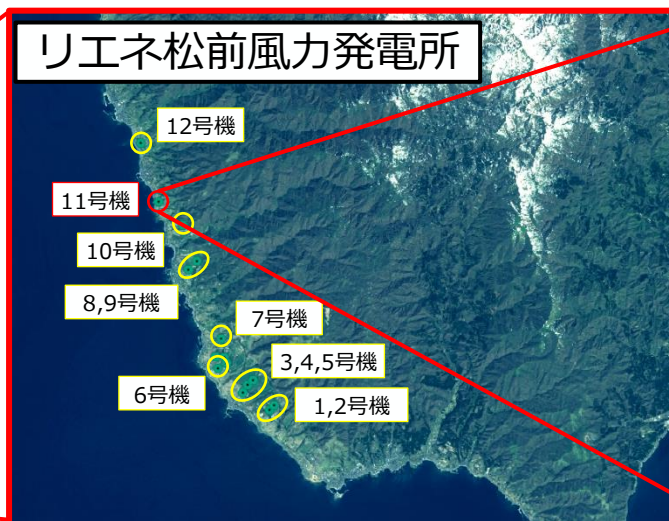 リエネ松前風力発電所
12号機
11号機
10号機
8,9号機
7号機
3,4,5号機
6号機
1,2号機